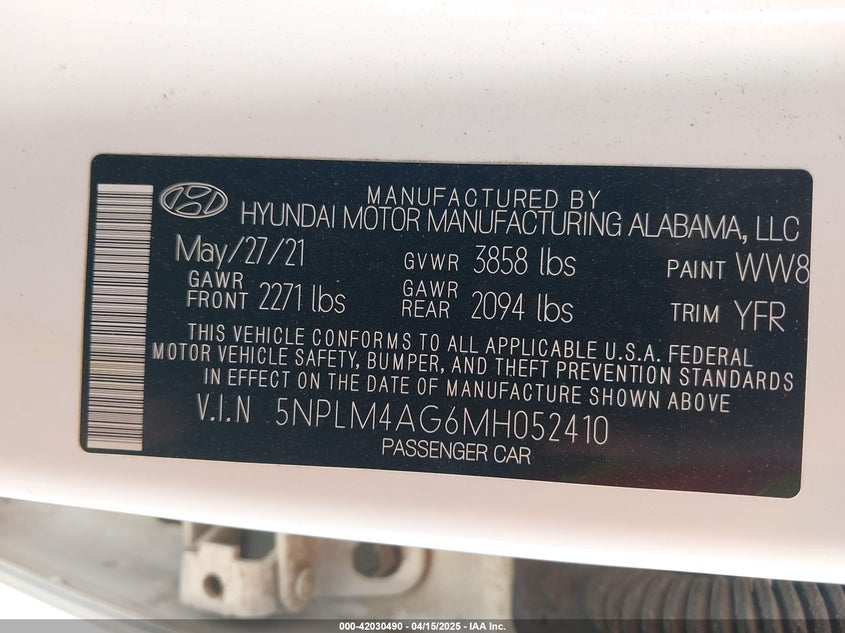 MANUFACTURED BY
HYUNDAI MOTOR MANUFACTURING ALABAMA, LLC
May/27/21 GVWR 3858 lbs PAINT WW8
GAWR FRONT 2271 lbs GAWR REAR 2094 lbs TRIM YFR
THIS VEHICLE CONFORMS TO ALL APPLICABLE U.S.A. FEDERAL
MOTOR VEHICLE SAFETY, BUMPER, AND THEFT PREVENTION STANDARDS
IN EFFECT ON THE DATE OF MANUFACTURE SHOWN ABOVE
V.I.N 5NPLM4AG6MH052410
PASSENGER CAR
000-42030490 - 04/15/2025 - IAA Inc.